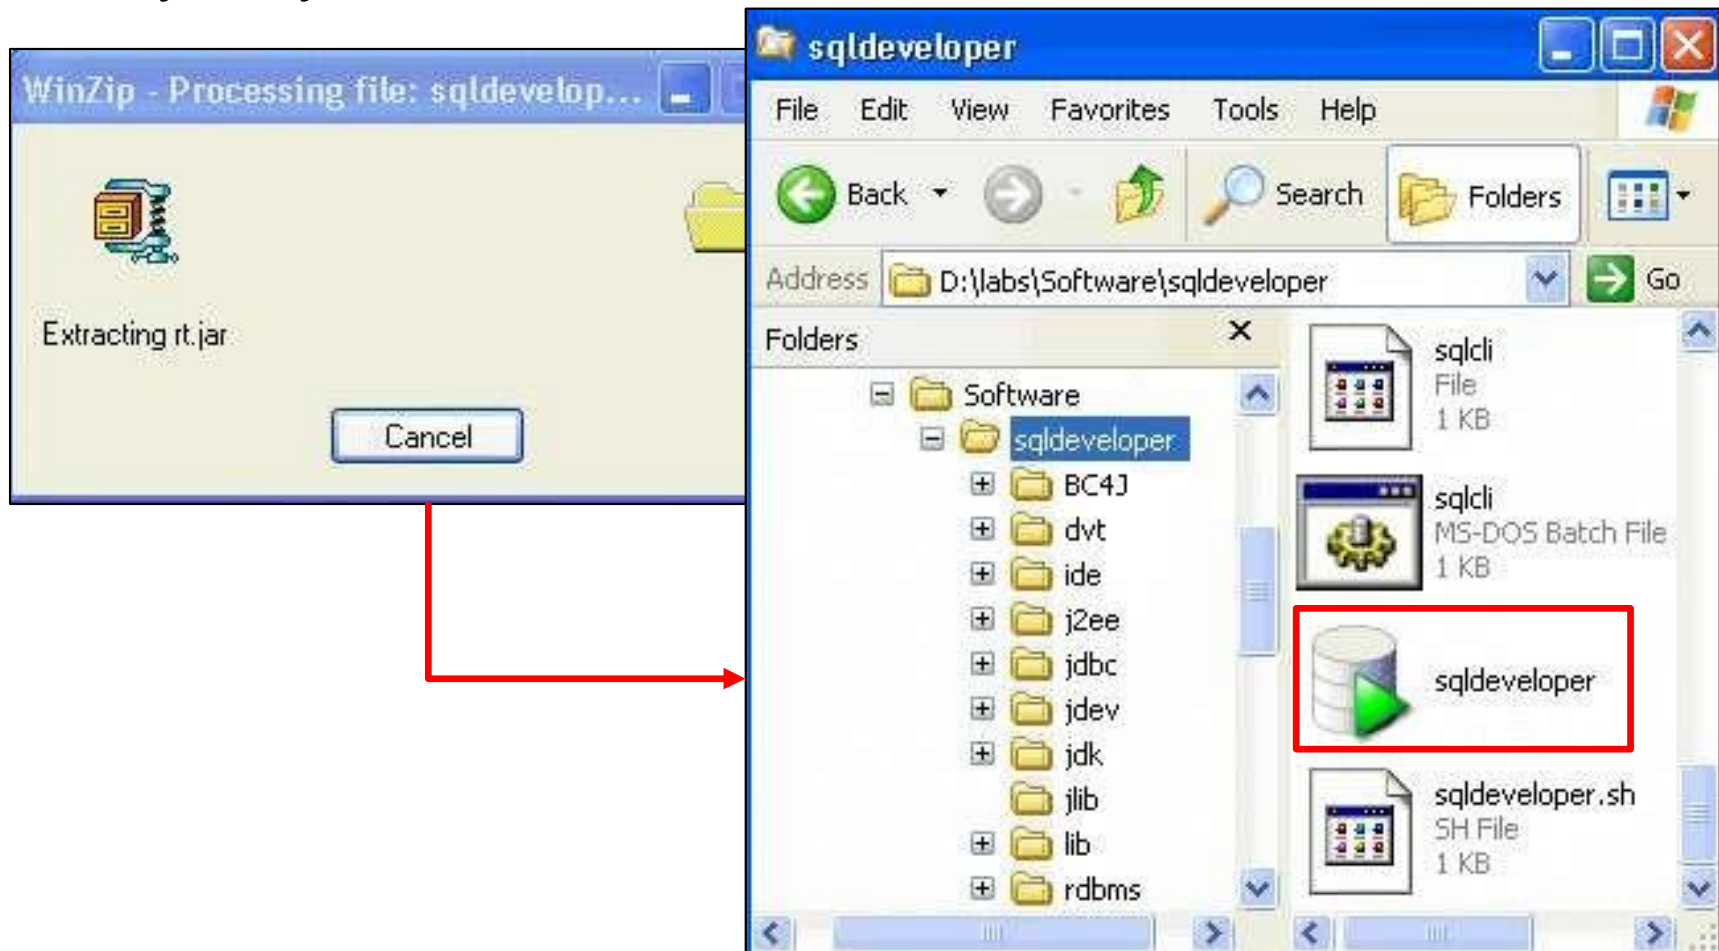 WinZip - Processing file: sqldevelop...
Extracting rt.jar
Cancel
sqldeveloper
File Edit View Favorites Tools Help
Back Search Folders
Address D:\labs\Software\sqldeveloper Go
Folders
Software
sqldeveloper
BC4J
dvt
ide
j2ee
jdbc
jdev
jdk
jlib
lib
rdbms
sqlcli
File
1 KB
sqlcli
MS-DOS Batch File
1 KB
sqldeveloper
sqldeveloper.sh
SH File
1 KB